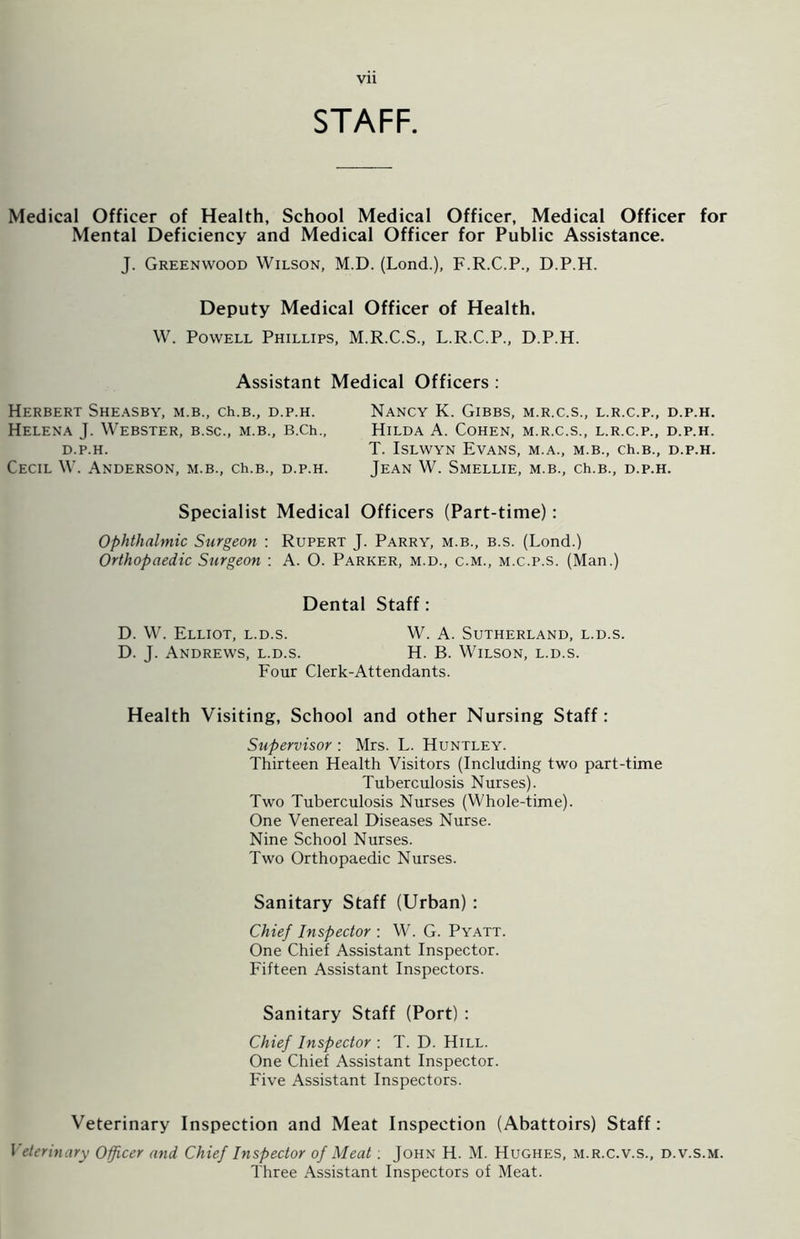 vii
STAFF.
Medical Officer of Health, School Medical Officer, Medical Officer for
Mental Deficiency and Medical Officer for Public Assistance.
J. Greenwood Wilson, M.D. (Lond.), F.R.C.P., D.P.H.
Deputy Medical Officer of Health.
W. Powell Phillips, M.R.C.S., L.R.C.P., D.P.H.
Assistant Medical Officers :
Herbert Sheasby, M.B., Ch.B., D.P.H.
Helena J. Webster, B.Sc., M.B., B.Ch.,
D.P.H.
Cecil W. Anderson, M.B., Ch.B., D.P.H.
Nancy K. Gibbs, M.R.C.S., L.R.C.P., D.P.H.
Hilda A. Cohen, M.R.C.S., L.R.C.P., D.P.H.
T. Islwyn Evans, M.A., M.B., Ch.B., D.P.H.
Jean W. Smellie, M.B., Ch.B., D.P.H.
Specialist Medical Officers (Part-time) :
Ophthalmic Surgeon : Rupert J. Parry, M.B., B.S. (Lond.)
Orthopaedic Surgeon : A. O. Parker, M.D., C.M., M.C.P.S. (Man.)
Dental Staff :
D. W. Elliot, L.D.S. W. A. Sutherland, L.D.S.
D. J. Andrews, L.D.S. H. B. Wilson, L.D.S.
Four Clerk-Attendants.
Health Visiting, School and other Nursing Staff :
Supervisor : Mrs. L. Huntley.
Thirteen Health Visitors (Including two part-time
Tuberculosis Nurses).
Two Tuberculosis Nurses (Whole-time).
One Venereal Diseases Nurse.
Nine School Nurses.
Two Orthopaedic Nurses.
Sanitary Staff (Urban) :
Chief Inspector : W. G. Pyatt.
One Chief Assistant Inspector.
Fifteen Assistant Inspectors.
Sanitary Staff (Port) :
Chief Inspector : T. D. Hill.
One Chief Assistant Inspector.
Five Assistant Inspectors.
Veterinary Inspection and Meat Inspection (Abattoirs) Staff :
Veterinary Officer and Chief Inspector of Meat : John H. M. Hughes, M.R.C.V.S., D.V.S.M.
Three Assistant Inspectors of Meat.